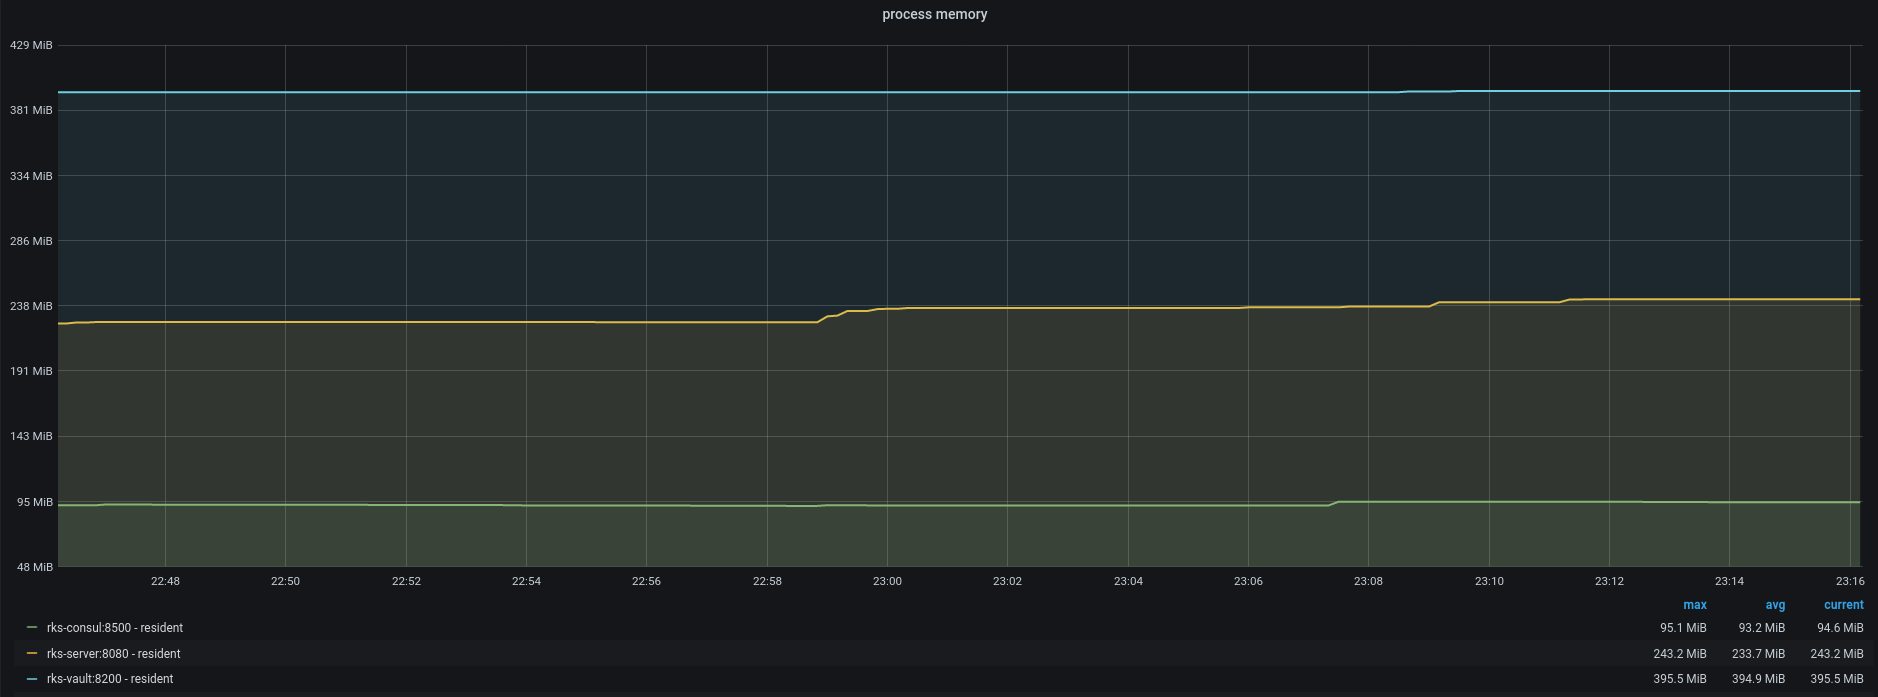 process memory
429 MiB
381 MiB
334 MiB
286 MiB
238 MiB
191 MiB
143 MiB
95 MiB
48 MiB
22:48 22:50 22:52 22:54 22:56 22:58 23:00 23:02 23:04 23:06 23:08 23:10 23:12 23:14 23:16
max avg current
rks-consul:8500 - resident 95.1 MiB 93.2 MiB 94.6 MiB
rks-server:8080 - resident 243.2 MiB 233.7 MiB 243.2 MiB
rks-vault:8200 - resident 395.5 MiB 394.9 MiB 395.5 MiB